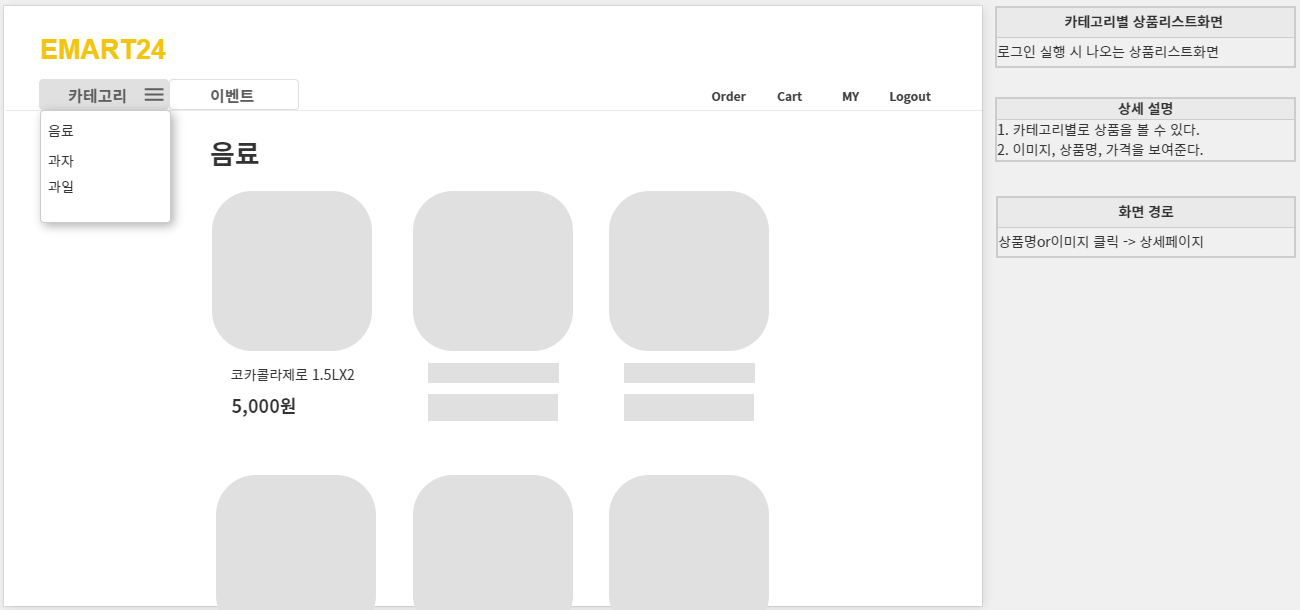 EMART24
카테고리
이벤트
Order
Cart
MY
Logout
음료
과자
과일
음료
코카콜라제로 1.5LX2
5,000원
카테고리별 상품리스트화면
로그인 실행 시 나오는 상품리스트화면
상세 설명
1. 카테고리별로 상품을 볼 수 있다.
2. 이미지, 상품명, 가격을 보여준다.
화면 경로
상품명or이미지 클릭 -> 상세페이지